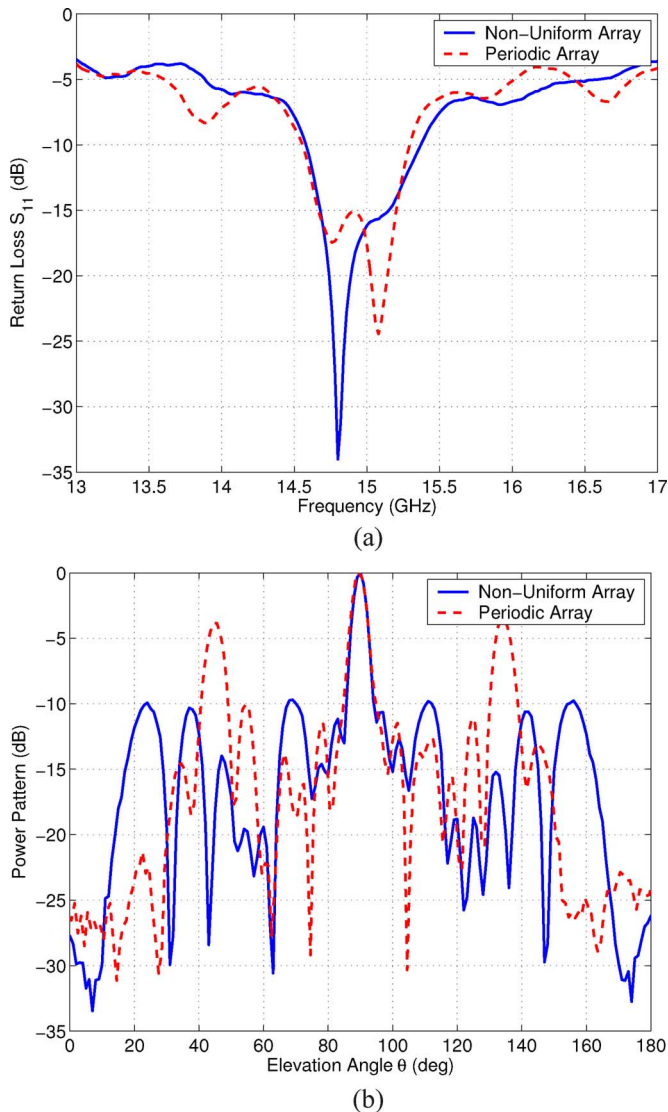 Non-Uniform Array
Periodic Array
0
-5
-10
-15
-20
-25
-30
-35
Return Loss S11 (dB)
13 13.5 14 14.5 15 15.5 16 16.5 17
Frequency (GHz)
(a)
Non-Uniform Array
Periodic Array
0
-5
-10
-15
-20
-25
-30
-35
Power Pattern (dB)
0 20 40 60 80 100 120 140 160 180
Elevation Angle θ (deg)
(b)